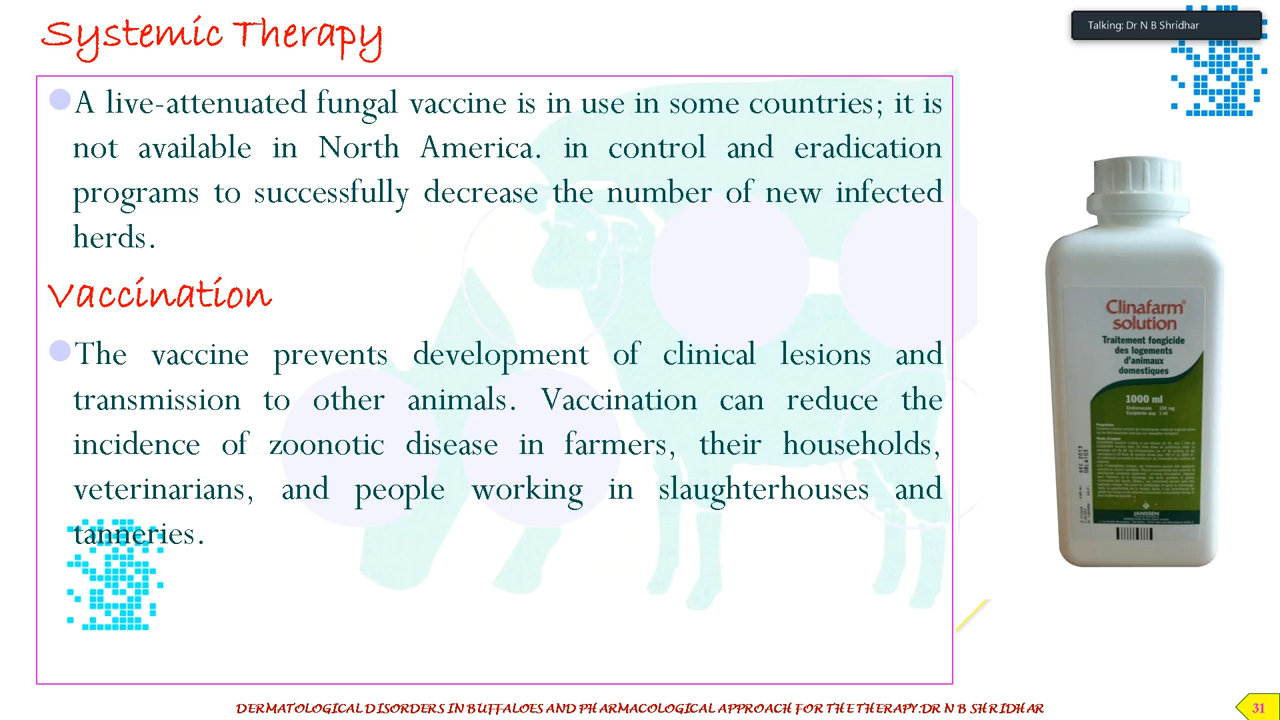 Systemic Therapy
Talking: Dr N B Shridhar
A live-attenuated fungal vaccine is in use in some countries; it is
not available in North America. in control and eradication
programs to successfully decrease the number of new infected
herds.
Vaccination
The vaccine prevents development of clinical lesions and
transmission to other animals. Vaccination can reduce the
incidence of zoonotic disease in farmers, their households,
veterinarians, and people working in slaughterhouses and
tanneries.
Clinafarm®
solution
Traitement fongicide
des logements
d'animaux
domestiques
1000 ml
JANSSEN
DERMATOLOGICAL DISORDERS IN BUFFALOES AND PHARMACOLOGICAL APPROACH FOR THE THERAPY:DR N B SHRIDHAR
31